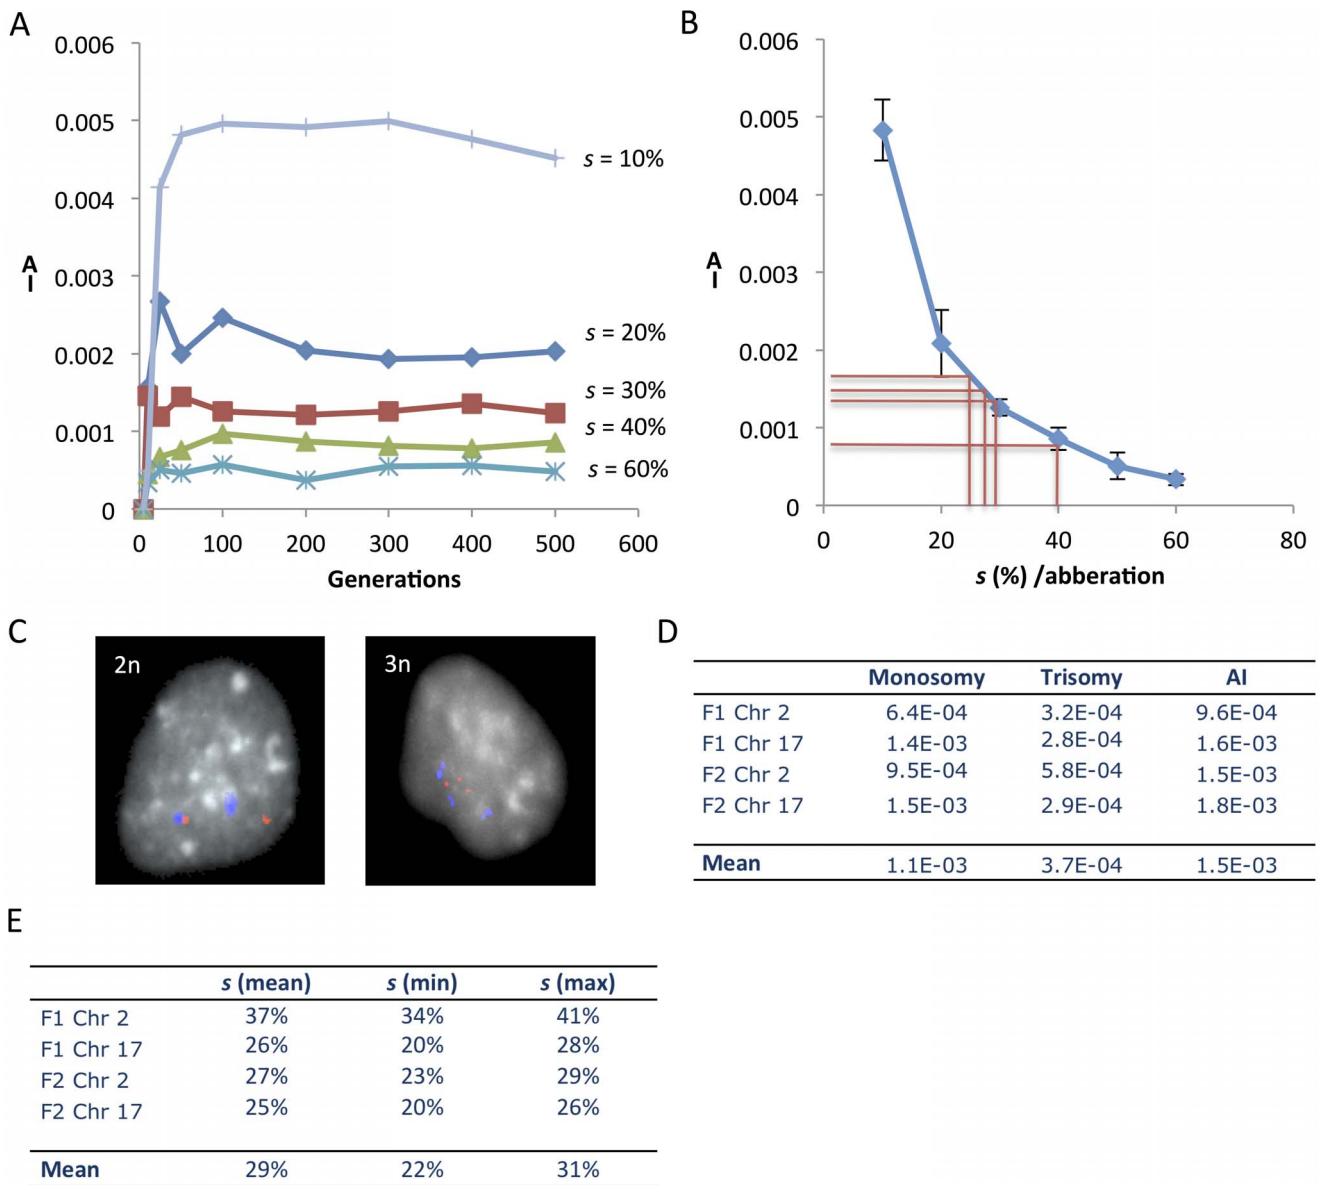 A
0.006
0.005
0.004
0.003
0.002
0.001
0
AI
0 100 200 300 400 500 600
Generations
s = 10%
s = 20%
s = 30%
s = 40%
s = 60%
B
0.006
0.005
0.004
0.003
0.002
0.001
0
AI
0 20 40 60 80
s (%) /abberation
C
2n
3n
D
Monosomy Trisomy AI
F1 Chr 2 6.4E-04 3.2E-04 9.6E-04
F1 Chr 17 1.4E-03 2.8E-04 1.6E-03
F2 Chr 2 9.5E-04 5.8E-04 1.5E-03
F2 Chr 17 1.5E-03 2.9E-04 1.8E-03
Mean 1.1E-03 3.7E-04 1.5E-03
E
s (mean) s (min) s (max)
F1 Chr 2 37% 34% 41%
F1 Chr 17 26% 20% 28%
F2 Chr 2 27% 23% 29%
F2 Chr 17 25% 20% 26%
Mean 29% 22% 31%